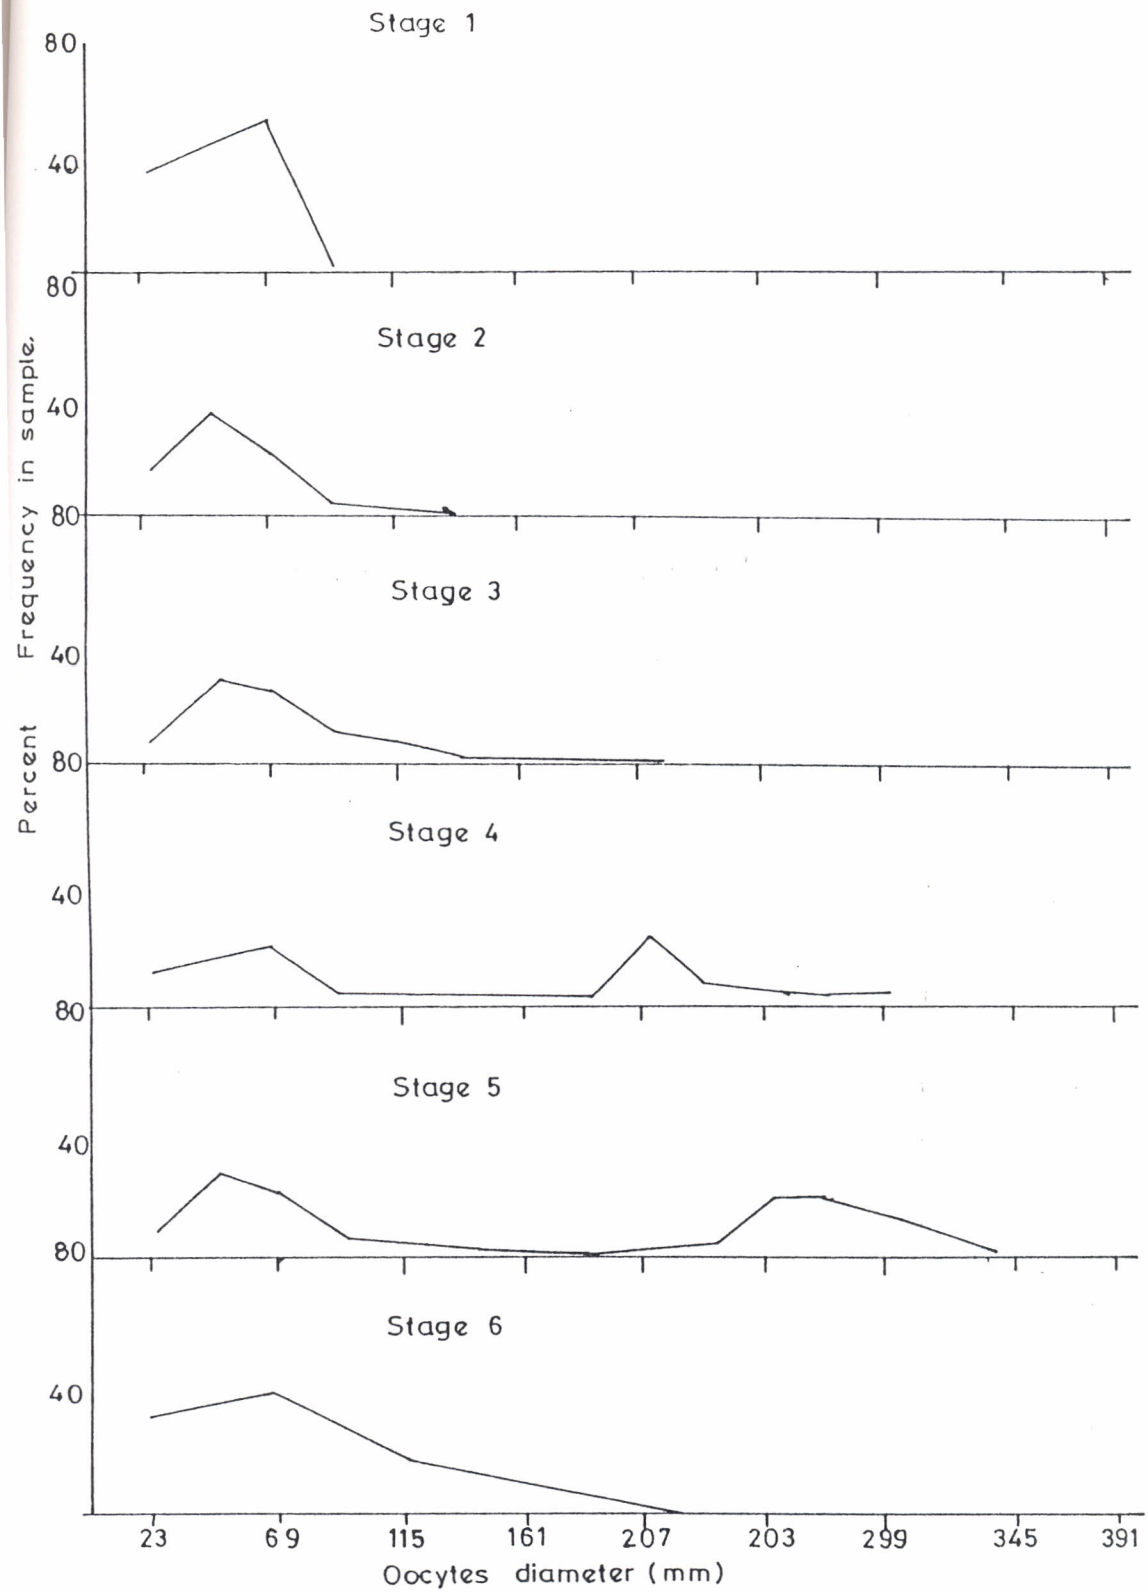 Stage 1
80
40
80
Stage 2
40
80
Stage 3
40
80
Stage 4
40
80
Stage 5
40
80
Stage 6
40
Percent Frequency in sample.
23 69 115 161 207 203 299 345 391
Oocytes diameter (mm)